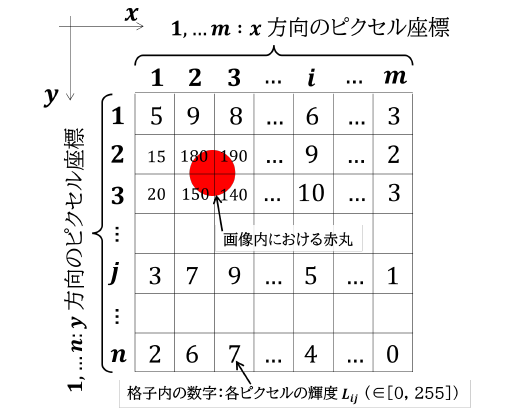 x
1, … m : x 方向のピクセル座標
y
1 2 3 … i … m
1 5 9 8 … 6 … 3
2 15 180 190 … 9 … 2
3 20 150 140 … 10 … 3
⋮
画像内における赤丸
j 3 7 9 … 5 … 1
⋮
n 2 6 7 … 4 … 0
1, … n: y 方向のピクセル座標
格子内の数字：各ピクセルの輝度 Lij （∈[0, 255]）